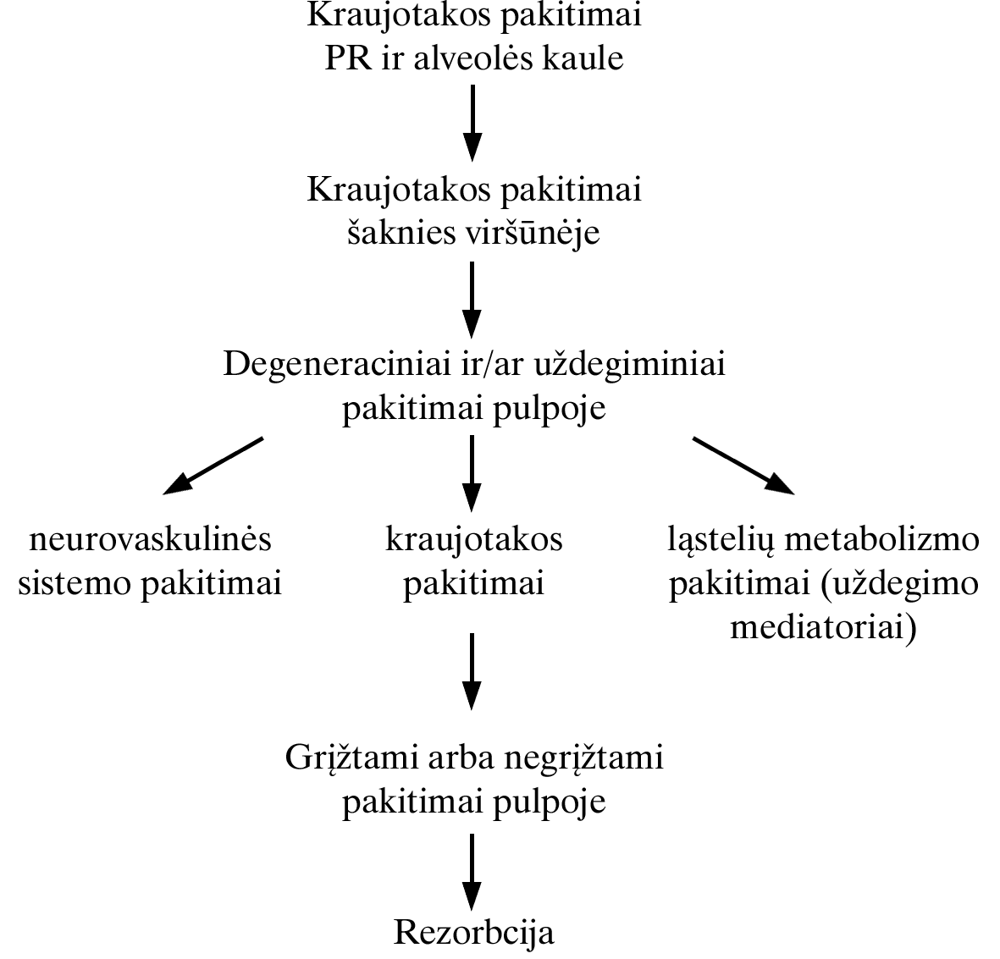 Kraujotakos pakitimai
PR ir alveolės kaule
Kraujotakos pakitimai
šaknies viršūnėje
Degeneraciniai ir/ar uždegiminiai
pakitimai pulpoje
neurovaskulinės
sistemo pakitimai
kraujotakos
pakitimai
ląstelių metabolizmo
pakitimai (uždegimo
mediatoriai)
Grįžtami arba negrįžtami
pakitimai pulpoje
Rezorbcija